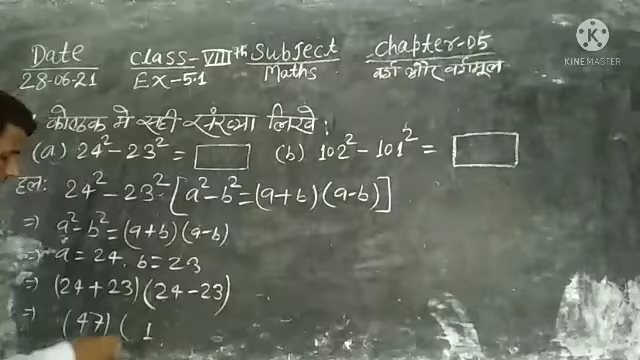 Date Class-VIIIth Subject Chapter-05
28-06-21 Ex-5.1 Maths वर्ग और वर्गमूल
KINEMASTER
कोष्ठक मे सही संख्या लिखे:
(a) 24²-23² = (b) 102²-101² =
हल: 24²-23² [a²-b²=(a+b)(a-b)]
⇒ a²-b²=(a+b)(a-b)
⇒ a=24, b=23
⇒ (24+23)(24-23)
⇒ (47)( 1